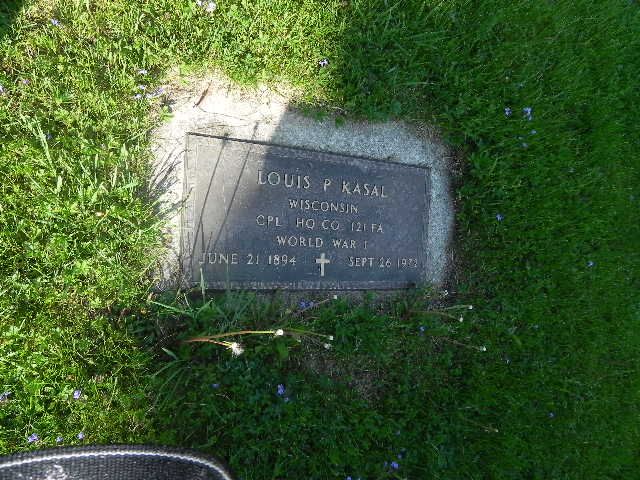 LOUIS P KASAL
WISCONSIN
CPL HQ CO 121 FA
WORLD WAR I
JUNE 21 1894 SEPT 26 1972